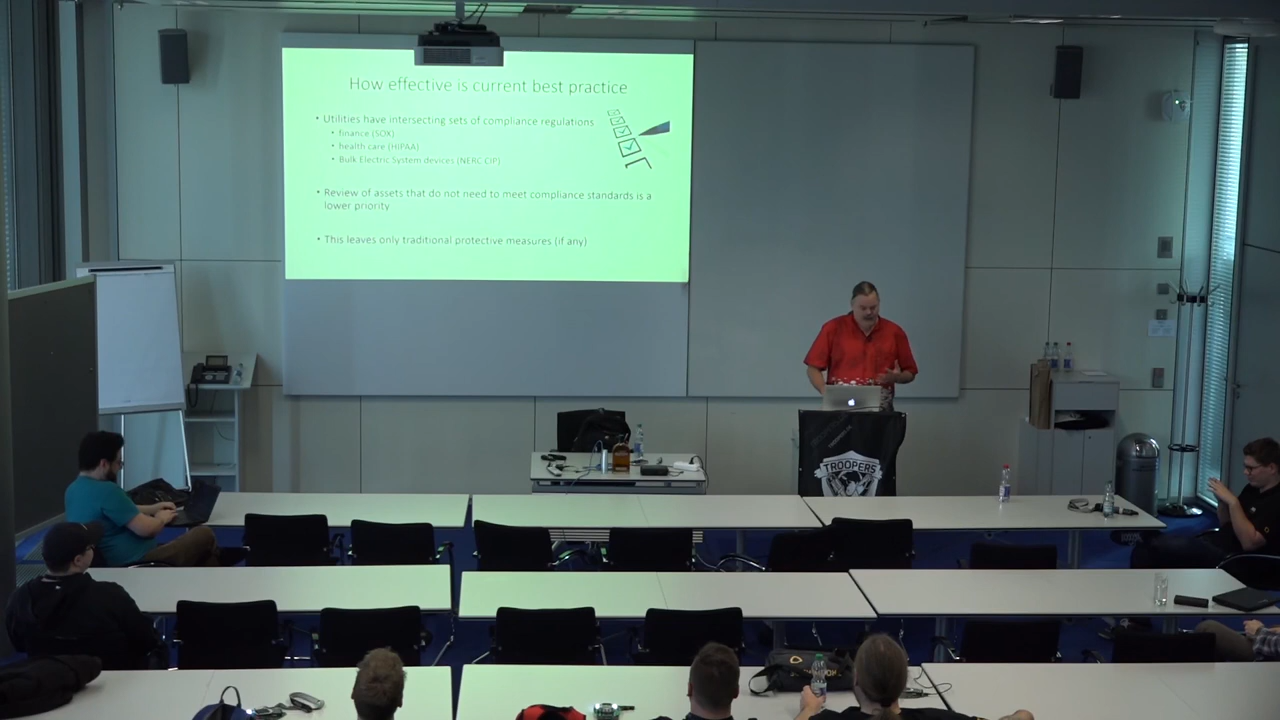 How effective is current best practice
• Utilities have intersecting sets of compliance regulations
• finance (SOX)
• health care (HIPAA)
• Bulk Electric System devices (NERC CIP)
• Review of assets that do not need to meet compliance standards is a
lower priority
• This leaves only traditional protective measures (if any)
TROOPERS